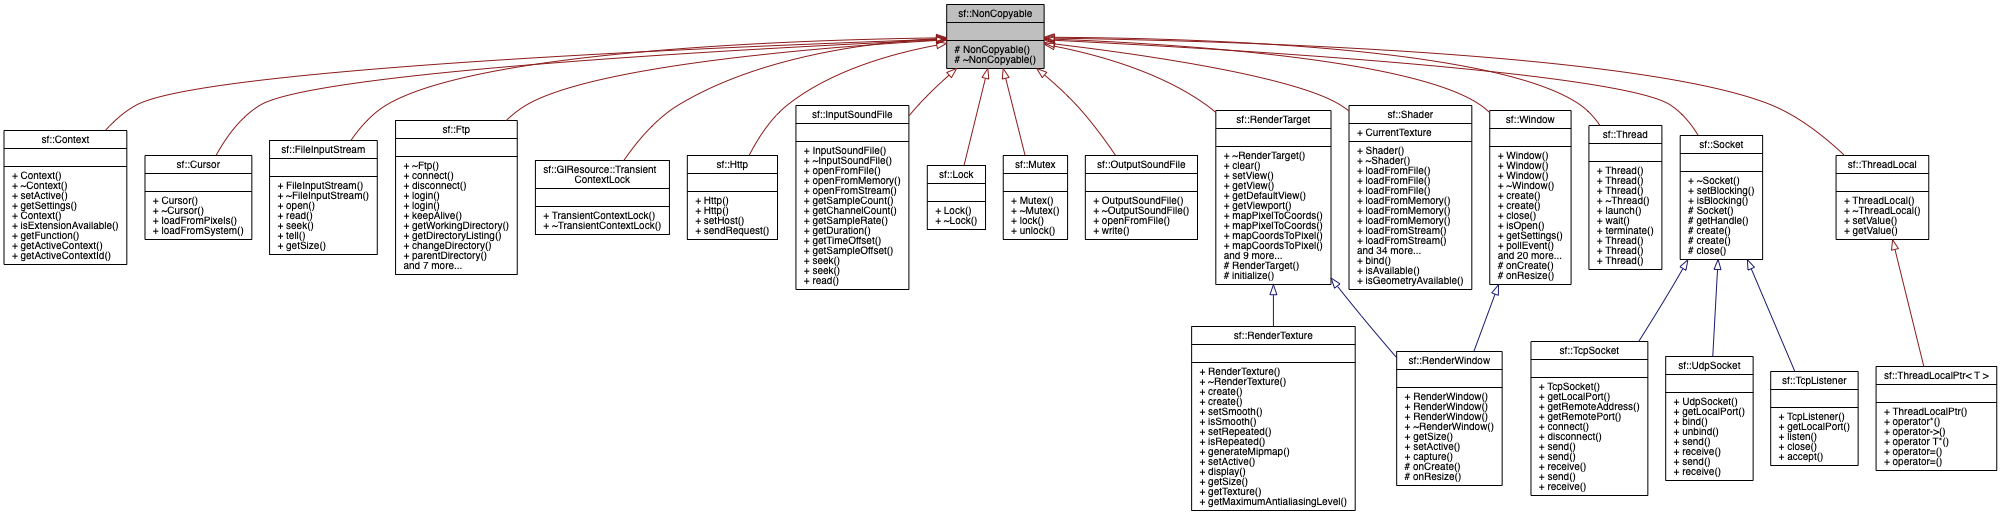 sf::NonCopyable
# NonCopyable()
# ~NonCopyable()
sf::Context
+ Context()
+ ~Context()
+ setActive()
+ getSettings()
+ Context()
+ isExtensionAvailable()
+ getFunction()
+ getActiveContext()
+ getActiveContextId()
sf::Cursor
+ Cursor()
+ ~Cursor()
+ loadFromPixels()
+ loadFromSystem()
sf::FileInputStream
+ FileInputStream()
+ ~FileInputStream()
+ open()
+ read()
+ seek()
+ tell()
+ getSize()
sf::Ftp
+ ~Ftp()
+ connect()
+ disconnect()
+ login()
+ login()
+ keepAlive()
+ getWorkingDirectory()
+ getDirectoryListing()
+ changeDirectory()
+ parentDirectory()
and 7 more...
sf::GlResource::Transient
ContextLock
+ TransientContextLock()
+ ~TransientContextLock()
sf::Http
+ Http()
+ Http()
+ setHost()
+ sendRequest()
sf::InputSoundFile
+ InputSoundFile()
+ ~InputSoundFile()
+ openFromFile()
+ openFromMemory()
+ openFromStream()
+ getSampleCount()
+ getChannelCount()
+ getSampleRate()
+ getDuration()
+ getTimeOffset()
+ getSampleOffset()
+ seek()
+ seek()
+ read()
sf::Lock
+ Lock()
+ ~Lock()
sf::Mutex
+ Mutex()
+ ~Mutex()
+ lock()
+ unlock()
sf::OutputSoundFile
+ OutputSoundFile()
+ ~OutputSoundFile()
+ openFromFile()
+ write()
sf::RenderTarget
+ ~RenderTarget()
+ clear()
+ setView()
+ getView()
+ getDefaultView()
+ getViewport()
+ mapPixelToCoords()
+ mapPixelToCoords()
+ mapCoordsToPixel()
+ mapCoordsToPixel()
and 9 more...
# RenderTarget()
# initialize()
sf::Shader
+ CurrentTexture
+ Shader()
+ ~Shader()
+ loadFromFile()
+ loadFromFile()
+ loadFromFile()
+ loadFromMemory()
+ loadFromMemory()
+ loadFromMemory()
+ loadFromStream()
+ loadFromStream()
and 34 more...
+ bind()
+ isAvailable()
+ isGeometryAvailable()
sf::Window
+ Window()
+ Window()
+ Window()
+ ~Window()
+ create()
+ create()
+ close()
+ isOpen()
+ getSettings()
+ pollEvent()
and 20 more...
# onCreate()
# onResize()
sf::Thread
+ Thread()
+ Thread()
+ Thread()
+ ~Thread()
+ launch()
+ wait()
+ terminate()
+ Thread()
+ Thread()
+ Thread()
sf::Socket
+ ~Socket()
+ setBlocking()
+ isBlocking()
# Socket()
# getHandle()
# create()
# create()
# close()
sf::ThreadLocal
+ ThreadLocal()
+ ~ThreadLocal()
+ setValue()
+ getValue()
sf::RenderTexture
+ RenderTexture()
+ ~RenderTexture()
+ create()
+ create()
+ setSmooth()
+ isSmooth()
+ setRepeated()
+ isRepeated()
+ generateMipmap()
+ setActive()
+ display()
+ getSize()
+ getTexture()
+ getMaximumAntialiasingLevel()
sf::RenderWindow
+ RenderWindow()
+ RenderWindow()
+ RenderWindow()
+ ~RenderWindow()
+ getSize()
+ setActive()
+ capture()
# onCreate()
# onResize()
sf::TcpSocket
+ TcpSocket()
+ getLocalPort()
+ getRemoteAddress()
+ getRemotePort()
+ connect()
+ disconnect()
+ send()
+ send()
+ receive()
+ send()
+ receive()
sf::UdpSocket
+ UdpSocket()
+ getLocalPort()
+ bind()
+ unbind()
+ send()
+ receive()
+ send()
+ receive()
sf::TcpListener
+ TcpListener()
+ getLocalPort()
+ listen()
+ close()
+ accept()
sf::ThreadLocalPtr< T >
+ ThreadLocalPtr()
+ operator*()
+ operator->()
+ operator T*()
+ operator=()
+ operator=()